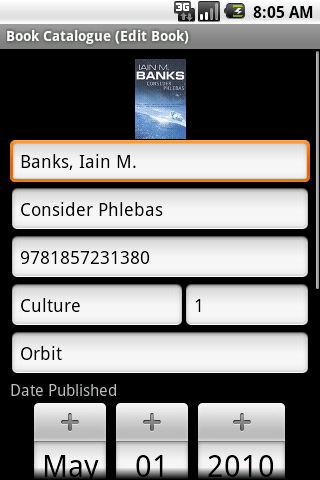 3G 8:05 AM
Book Catalogue (Edit Book)
IAIN M.
BANKS
CONSIDER
PHLEBAS
Banks, Iain M.
Consider Phlebas
9781857231380
Culture 1
Orbit
Date Published
+ + +
May 01 2010